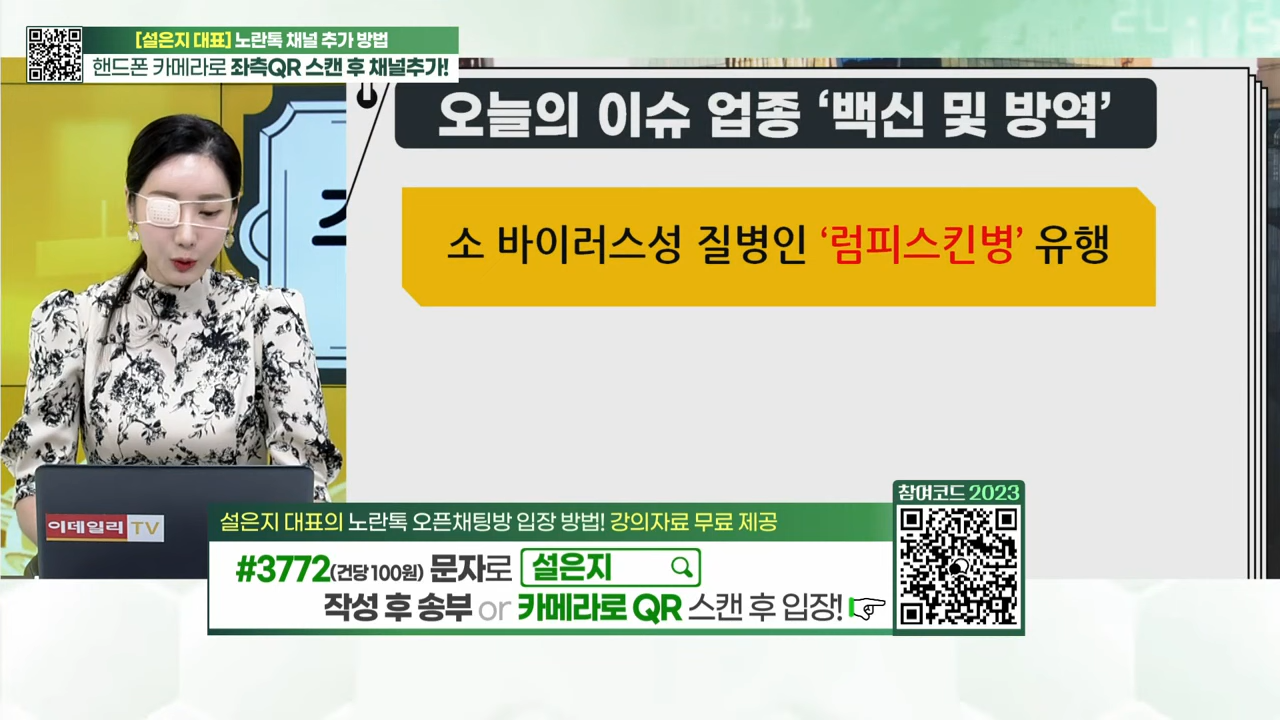 [설은지 대표] 노란톡 채널 추가 방법
핸드폰 카메라로 좌측QR 스캔 후 채널추가!
오늘의 이슈 업종 ‘백신 및 방역’
소 바이러스성 질병인 ‘럼피스킨병’ 유행
이데일리TV
참여코드 2023
설은지 대표의 노란톡 오픈채팅방 입장 방법! 강의자료 무료 제공
#3772(건당 100원) 문자로 설은지
작성 후 송부 or 카메라로 QR 스캔 후 입장!